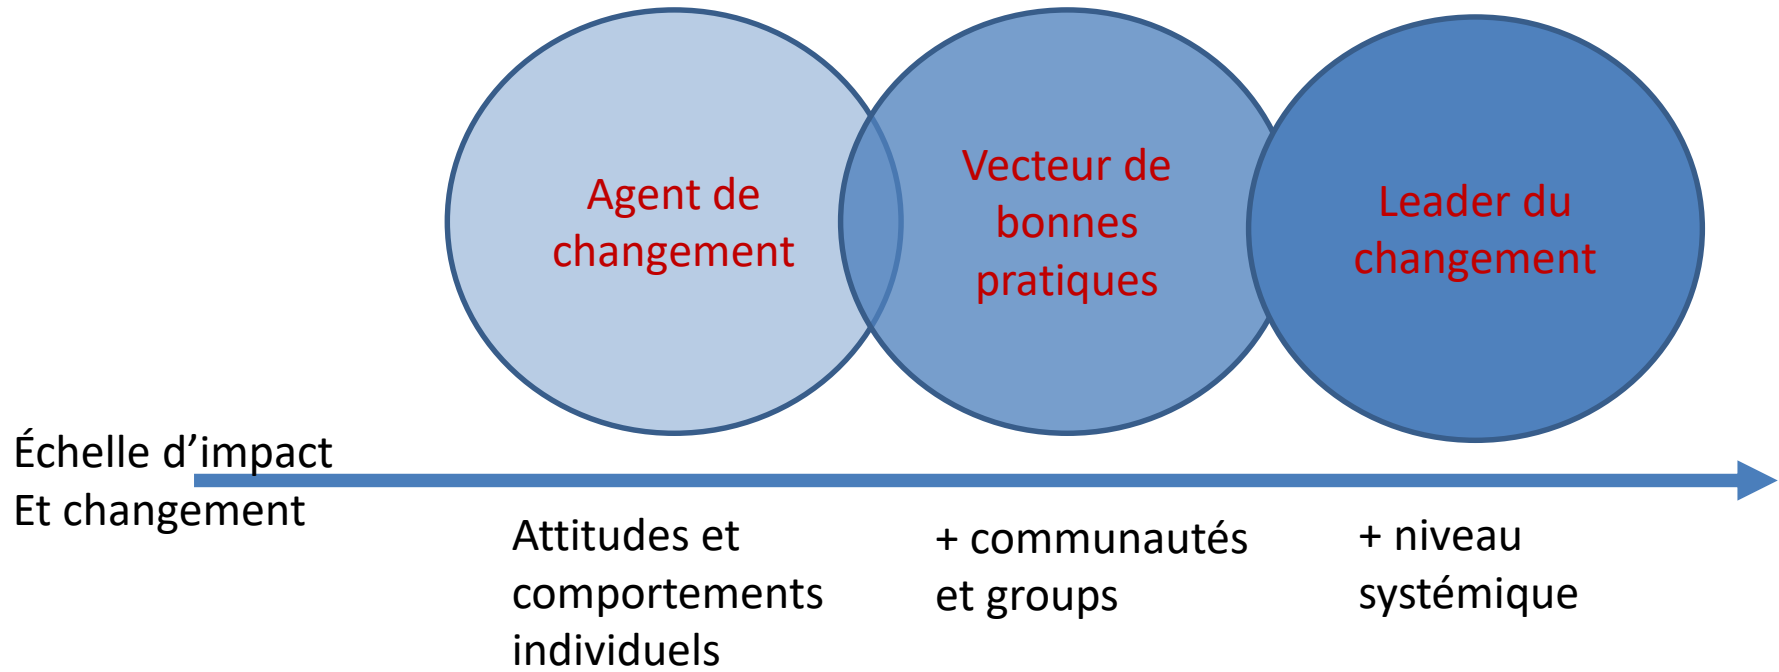 Agent de
changement
Vecteur de
bonnes
pratiques
Leader du
changement
Échelle d’impact
Et changement
Attitudes et
comportements
individuels
+ communautés
et groups
+ niveau
systémique